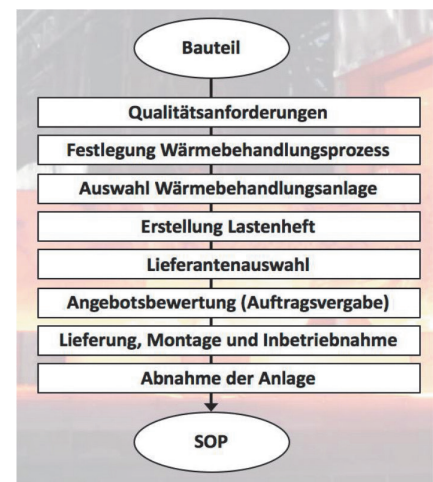 Bauteil
Qualitätsanforderungen
Festlegung Wärmebehandlungsprozess
Auswahl Wärmebehandlungsanlage
Erstellung Lastenheft
Lieferantenauswahl
Angebotsbewertung (Auftragsvergabe)
Lieferung, Montage und Inbetriebnahme
Abnahme der Anlage
SOP